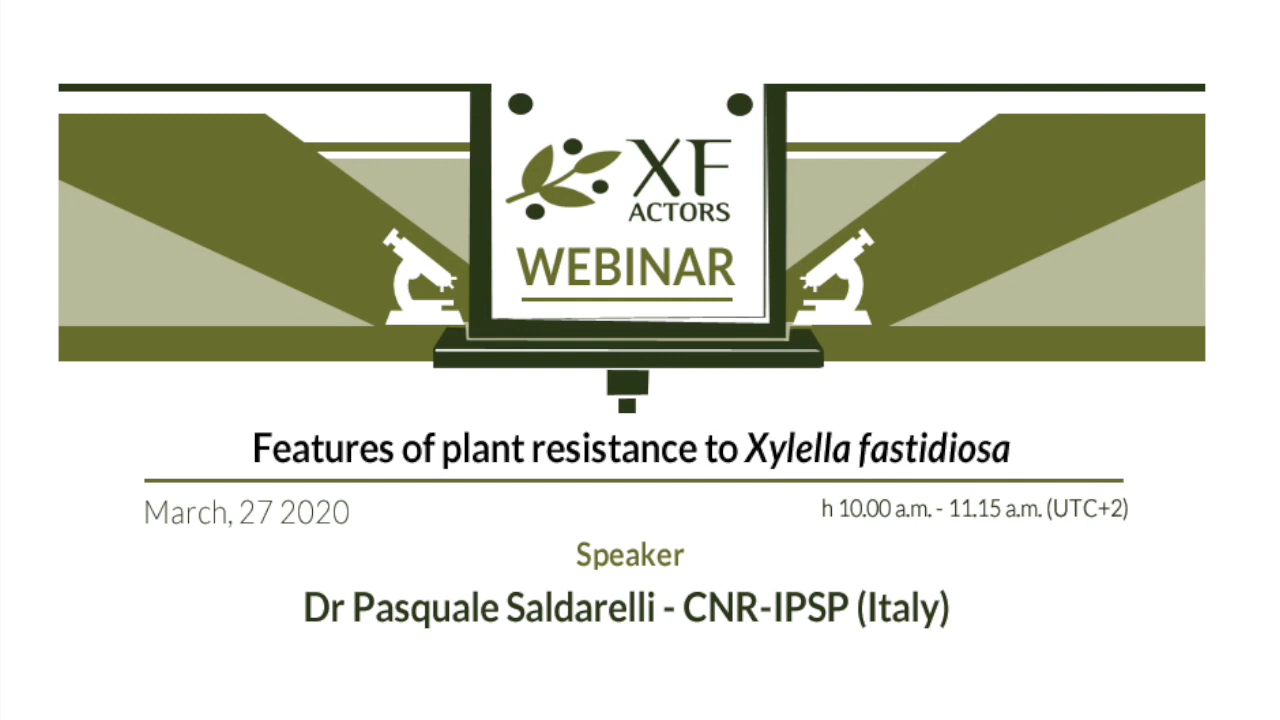 XF
ACTORS
WEBINAR
Features of plant resistance to Xylella fastidiosa
March, 27 2020
h 10.00 a.m. - 11.15 a.m. (UTC+2)
Speaker
Dr Pasquale Saldarelli - CNR-IPSP (Italy)